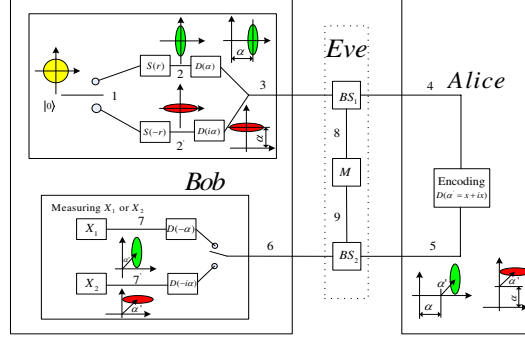 |0⟩
1
S(r)
2
D(α)
α
S(−r)
2'
D(iα)
α
3
Eve
BS₁
8
M
9
BS₂
4
Alice
Encoding
D(α' = x + ix)
5
α'
α
α'
α
Bob
Measuring X₁ or X₂
X₁
7
D(−α)
α'
X₂
7'
D(−iα)
α'
6